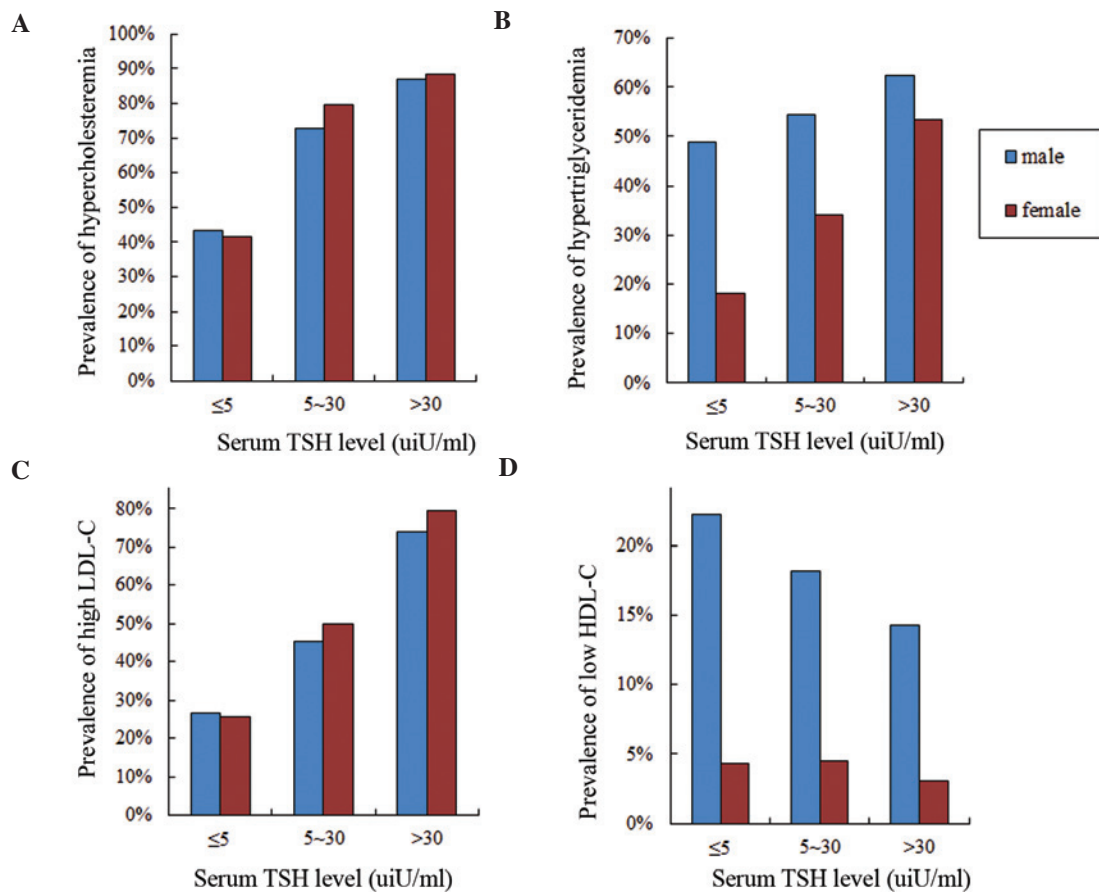 A
Prevalence of hypercholesteremia
100%
90%
80%
70%
60%
50%
40%
30%
20%
10%
0%
≤5 5~30 >30
Serum TSH level (uiU/ml)
B
Prevalence of hypertriglyceridemia
70%
60%
50%
40%
30%
20%
10%
0%
≤5 5~30 >30
Serum TSH level (uiU/ml)
male
female
C
Prevalence of high LDL-C
80%
70%
60%
50%
40%
30%
20%
10%
0%
≤5 5~30 >30
Serum TSH level (uiU/ml)
D
Prevalence of low HDL-C
20%
15%
10%
5%
0%
≤5 5~30 >30
Serum TSH level (uiU/ml)